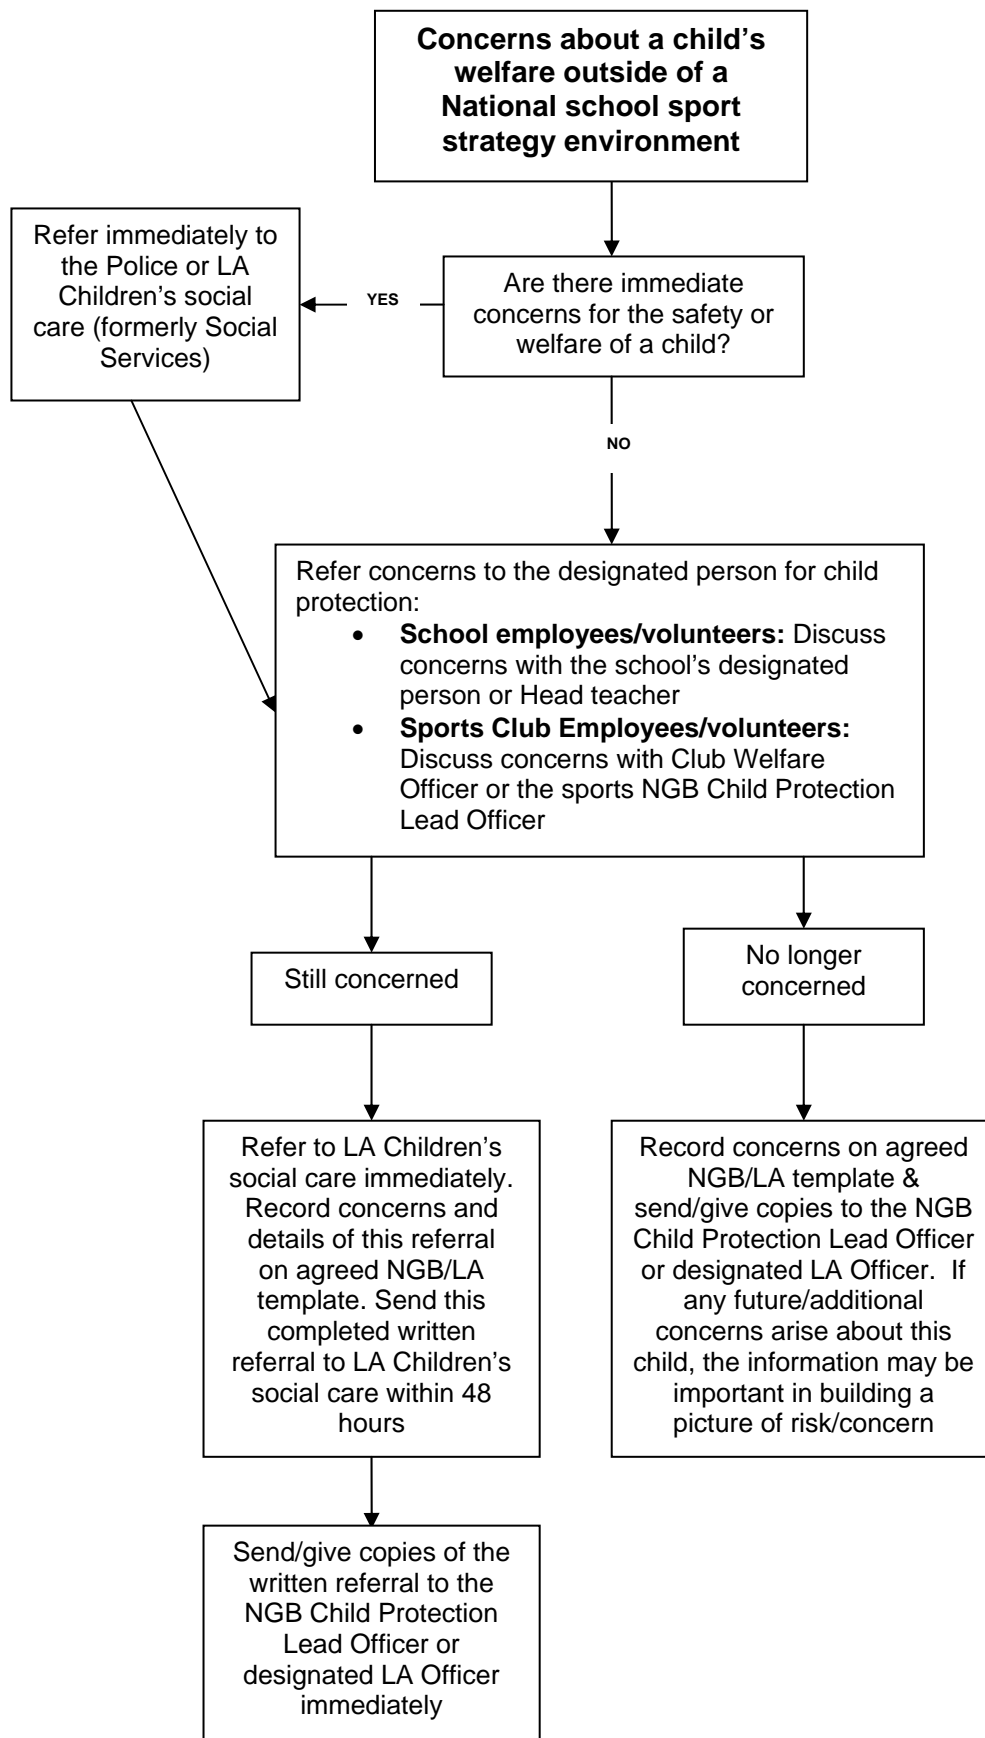 Concerns about a child’s
welfare outside of a
National school sport
strategy environment
Refer immediately to
the Police or LA
Children’s social
care (formerly Social
Services)
YES
Are there immediate
concerns for the safety or
welfare of a child?
NO
Refer concerns to the designated person for child
protection:
• School employees/volunteers: Discuss
concerns with the school’s designated
person or Head teacher
• Sports Club Employees/volunteers:
Discuss concerns with Club Welfare
Officer or the sports NGB Child Protection
Lead Officer
Still concerned
No longer
concerned
Refer to LA Children’s
social care immediately.
Record concerns and
details of this referral
on agreed NGB/LA
template. Send this
completed written
referral to LA Children’s
social care within 48
hours
Record concerns on agreed
NGB/LA template &
send/give copies to the NGB
Child Protection Lead Officer
or designated LA Officer.  If
any future/additional
concerns arise about this
child, the information may be
important in building a
picture of risk/concern
Send/give copies of the
written referral to the
NGB Child Protection
Lead Officer or
designated LA Officer
immediately